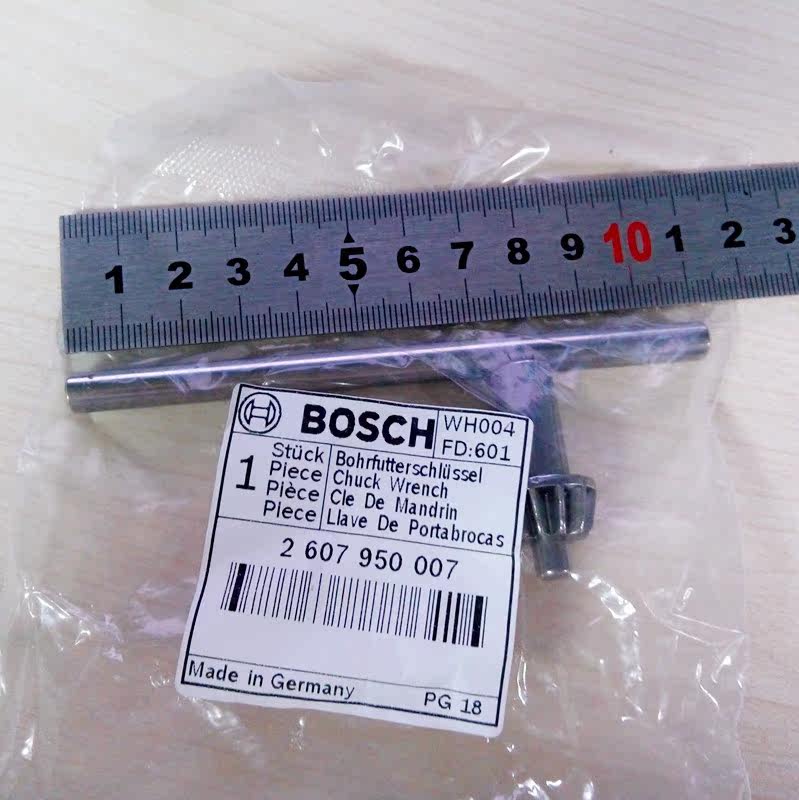 1 2 3 4 5 6 7 8 9 10 1 2 3
BOSCH
WH004
FD:601
1
Stück
Piece
Pièce
Piece
Bohrfutterschlüssel
Chuck Wrench
Cle De Mandrin
Llave De Portabrocas
2 607 950 007
Made in Germany
PG 18